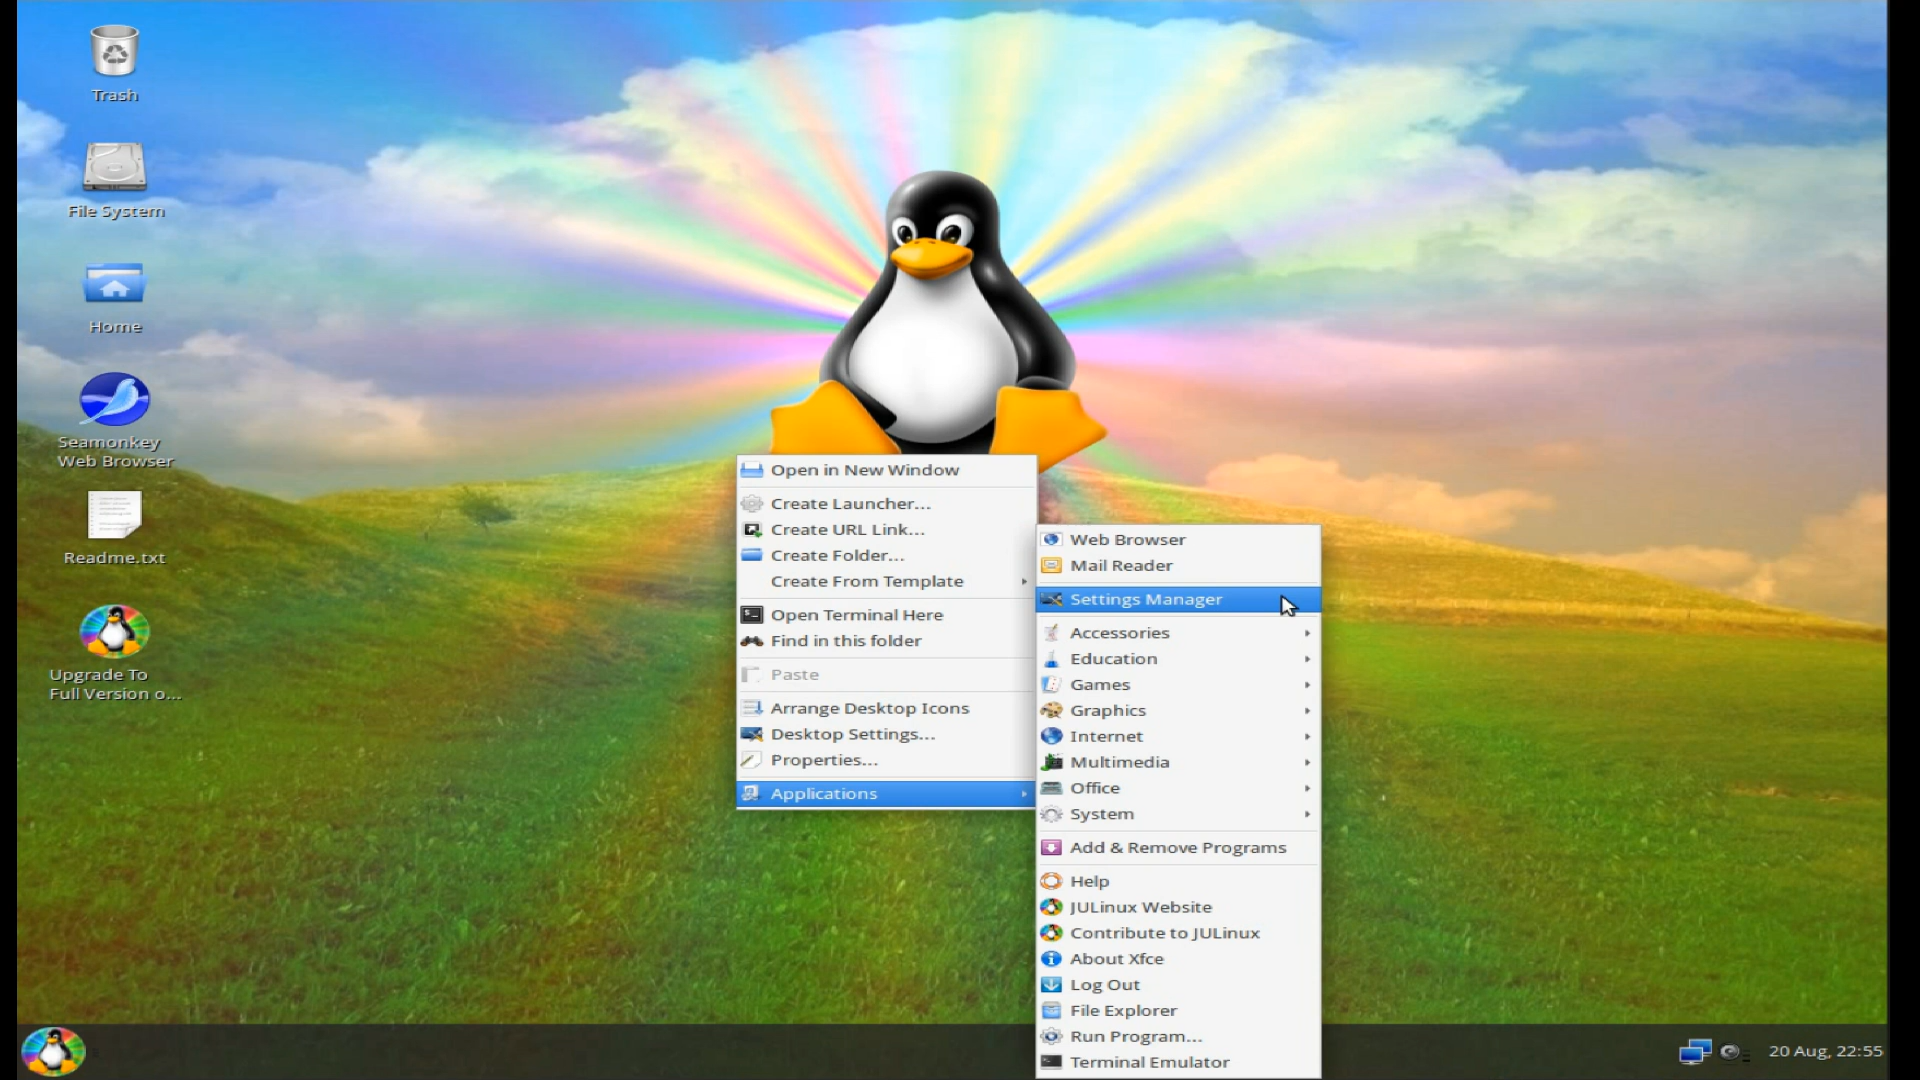 Trash
File System
Home
Seamonkey
Web Browser
Readme.txt
Upgrade To
Full Version o...
Open in New Window
Create Launcher...
Create URL Link...
Create Folder...
Create From Template
Open Terminal Here
Find in this folder
Paste
Arrange Desktop Icons
Desktop Settings...
Properties...
Applications
Web Browser
Mail Reader
Settings Manager
Accessories
Education
Games
Graphics
Internet
Multimedia
Office
System
Add & Remove Programs
Help
JULinux Website
Contribute to JULinux
About Xfce
Log Out
File Explorer
Run Program...
Terminal Emulator
20 Aug, 22:55